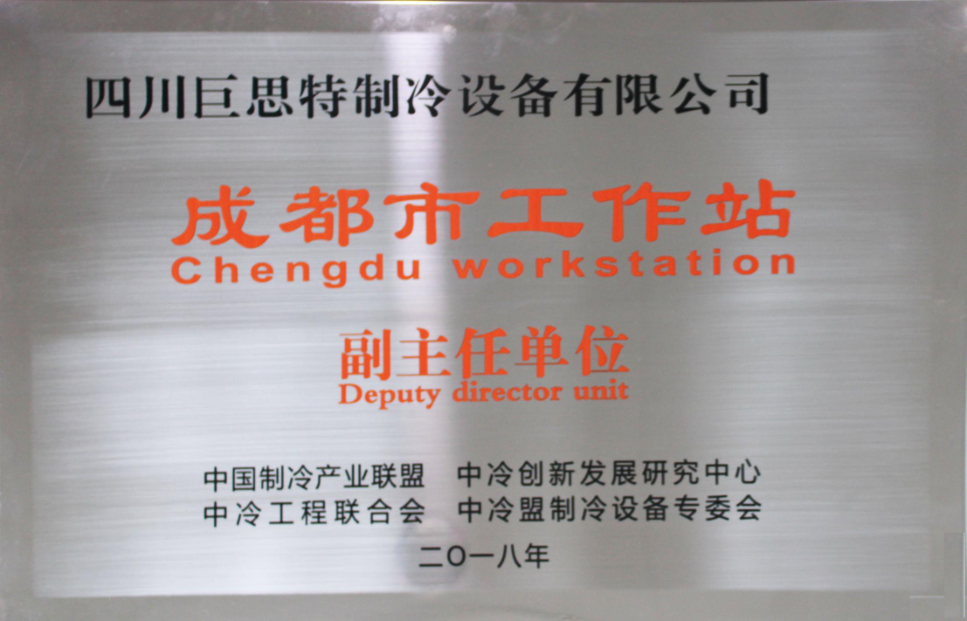 四川巨思特制冷设备有限公司
成都市工作站
Chengdu workstation
副主任单位
Deputy director unit
中国制冷产业联盟 中冷创新发展研究中心
中冷工程联合会 中冷盟制冷设备专委会
二〇一八年